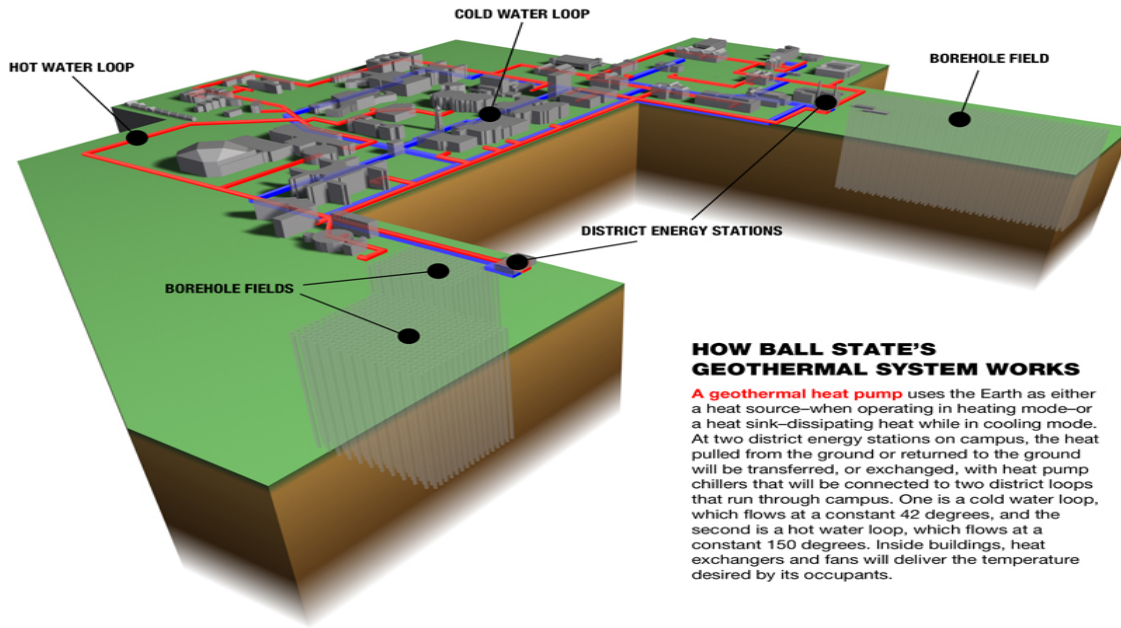 COLD WATER LOOP
HOT WATER LOOP
BOREHOLE FIELD
DISTRICT ENERGY STATIONS
BOREHOLE FIELDS
HOW BALL STATE'S
GEOTHERMAL SYSTEM WORKS
A geothermal heat pump uses the Earth as either
a heat source–when operating in heating mode–or
a heat sink–dissipating heat while in cooling mode.
At two district energy stations on campus, the heat
pulled from the ground or returned to the ground
will be transferred, or exchanged, with heat pump
chillers that will be connected to two district loops
that run through campus. One is a cold water loop,
which flows at a constant 42 degrees, and the
second is a hot water loop, which flows at a
constant 150 degrees. Inside buildings, heat
exchangers and fans will deliver the temperature
desired by its occupants.